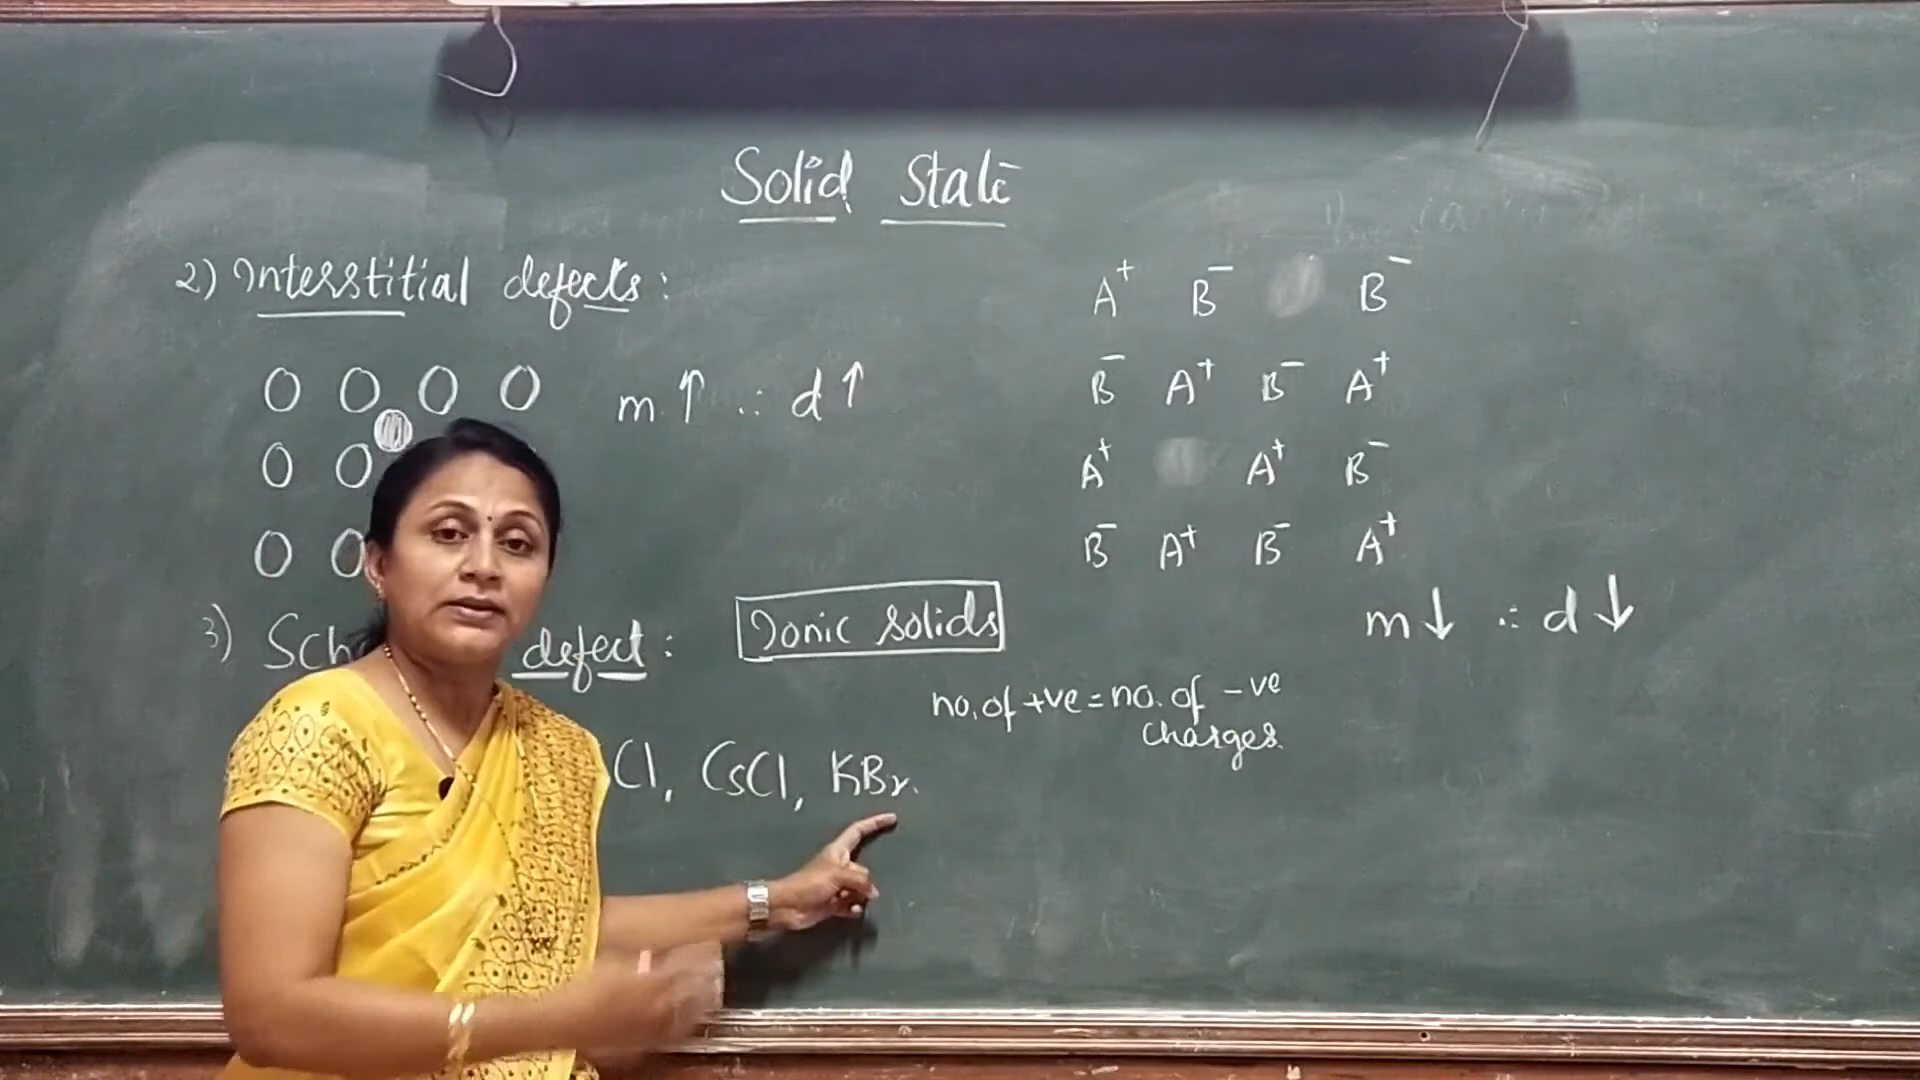 Solid State
2) Interstitial defects:
O O O O m↑ ∴ d↑
O O
O O
3) Sch defect: Ionic solids
Cl, CsCl, KBr.
A⁺ B⁻ B⁻
B⁻ A⁺ B⁻ A⁺
A⁺ A⁺ B⁻
B⁻ A⁺ B⁻ A⁺
m↓ ∴ d↓
no. of +ve = no. of -ve
charges.